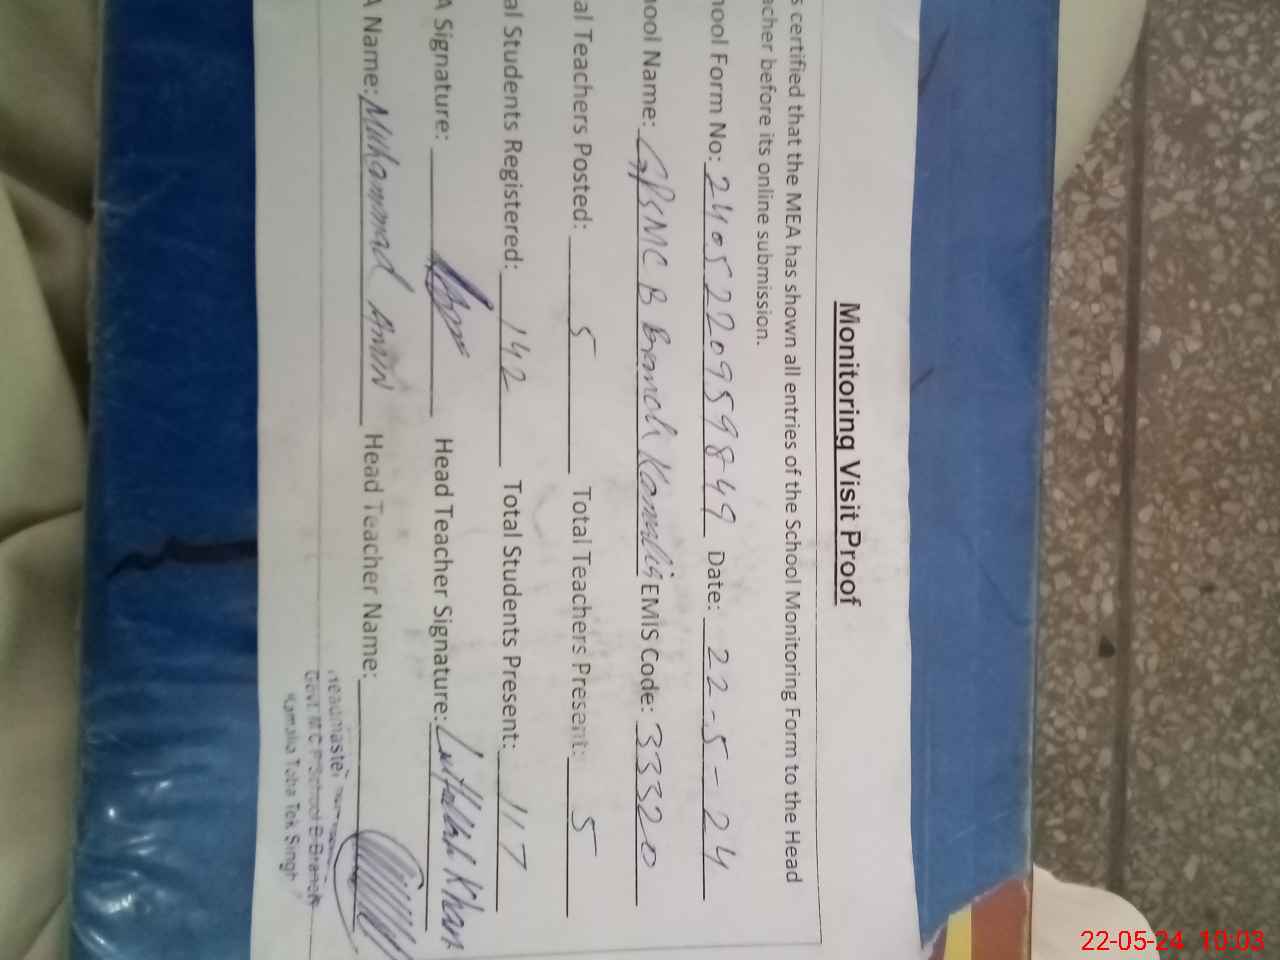 Monitoring Visit Proof
s certified that the MEA has shown all entries of the School Monitoring Form to the Head
acher before its online submission.
hool Form No: 2405220959849 Date: 22-5-24
hool Name: GPSMC B Branch Kamalia EMIS Code: 33320
al Teachers Posted: 5 Total Teachers Present: 5
al Students Registered: 142 Total Students Present: 117
A Signature: Head Teacher Signature: Lutfullah Khan
A Name: Muhammad Amin Head Teacher Name:
Headmaster
Govt. M.C.P. School B-Branch
Kamalia Toba Tek Singh
22-05-24 10:03